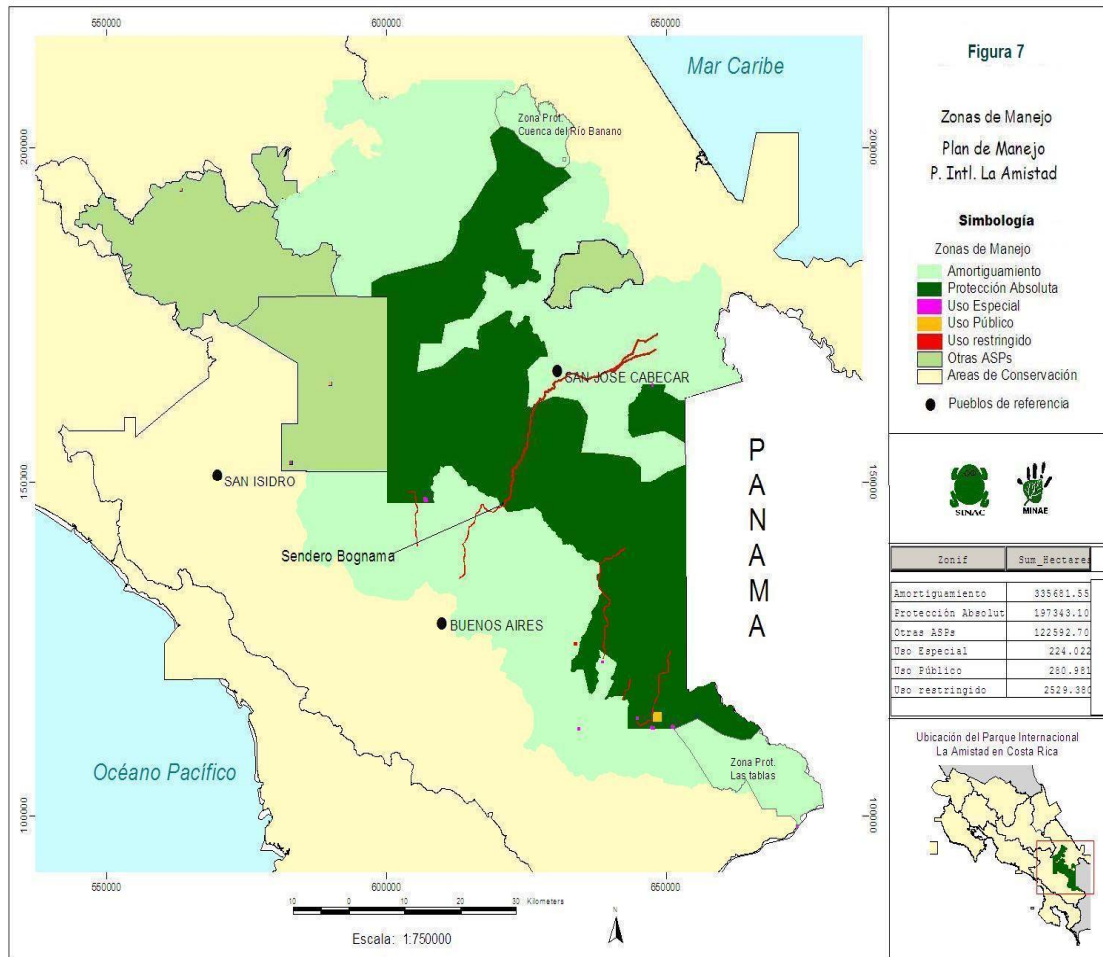 550000
600000
650000
Mar Caribe
Zona Prot.
Cuenca del Río Banano
200000
200000
SAN JOSE CABECAR
SAN ISIDRO
150000
150000
Sendero Bognama
PANAMA
BUENOS AIRES
Océano Pacífico
Zona Prot.
Las tablas
100000
100000
550000
600000
650000
10 0 10 20 30 Kilometers
N
Escala: 1:750000
Figura 7
Zonas de Manejo
Plan de Manejo
P. Intl. La Amistad
Simbología
Zonas de Manejo
Amortiguamiento
Protección Absoluta
Uso Especial
Uso Público
Uso restringido
Otras ASPs
Areas de Conservación
Pueblos de referencia
SINAC
MINAE
Zonif Sum_Hectares
Amortiguamiento 335681.55
Protección Absolut 197343.10
Otras ASPs 122592.70
Uso Especial 224.022
Uso Público 280.981
Uso restringido 2529.380
Ubicación del Parque Internacional
La Amistad en Costa Rica